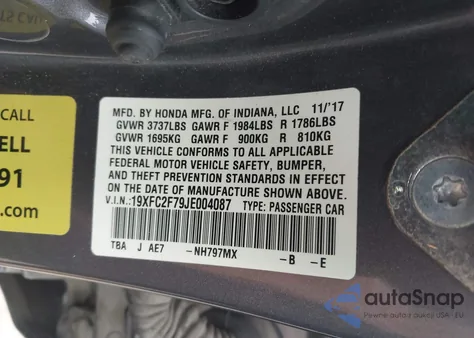 TS CAL
CALL
ELL
91
s.com
MFD. BY HONDA MFG. OF INDIANA, LLC 11/'17
GVWR 3737LBS GAWR F 1984LBS R 1786LBS
GVWR 1695KG GAWR F 900KG R 810KG
THIS VEHICLE CONFORMS TO ALL APPLICABLE
FEDERAL MOTOR VEHICLE SAFETY, BUMPER,
AND THEFT PREVENTION STANDARDS IN EFFECT
ON THE DATE OF MANUFACTURE SHOWN ABOVE.
V.I.N.:19XFC2F79JE004087 TYPE: PASSENGER CAR
TBA J AE7 -NH797MX -B -E
autoSnap